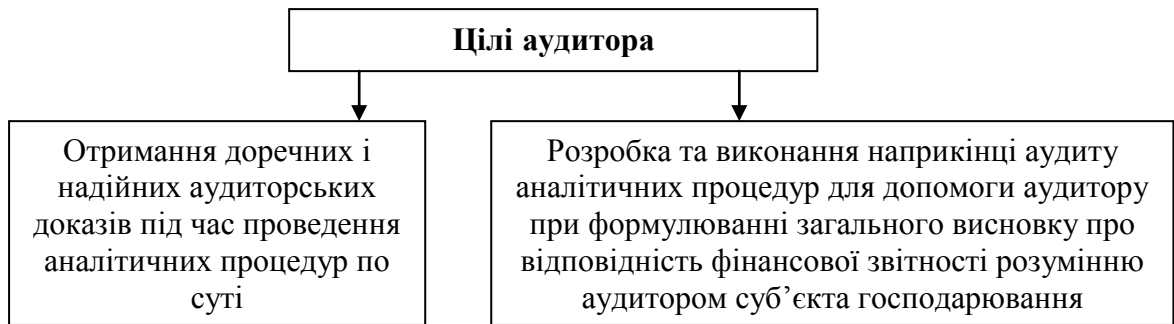 Цілі аудитора
Отримання доречних і
надійних аудиторських
доказів під час проведення
аналітичних процедур по
суті
Розробка та виконання наприкінці аудиту
аналітичних процедур для допомоги аудитору
при формулюванні загального висновку про
відповідність фінансової звітності розумінню
аудитором суб’єкта господарювання